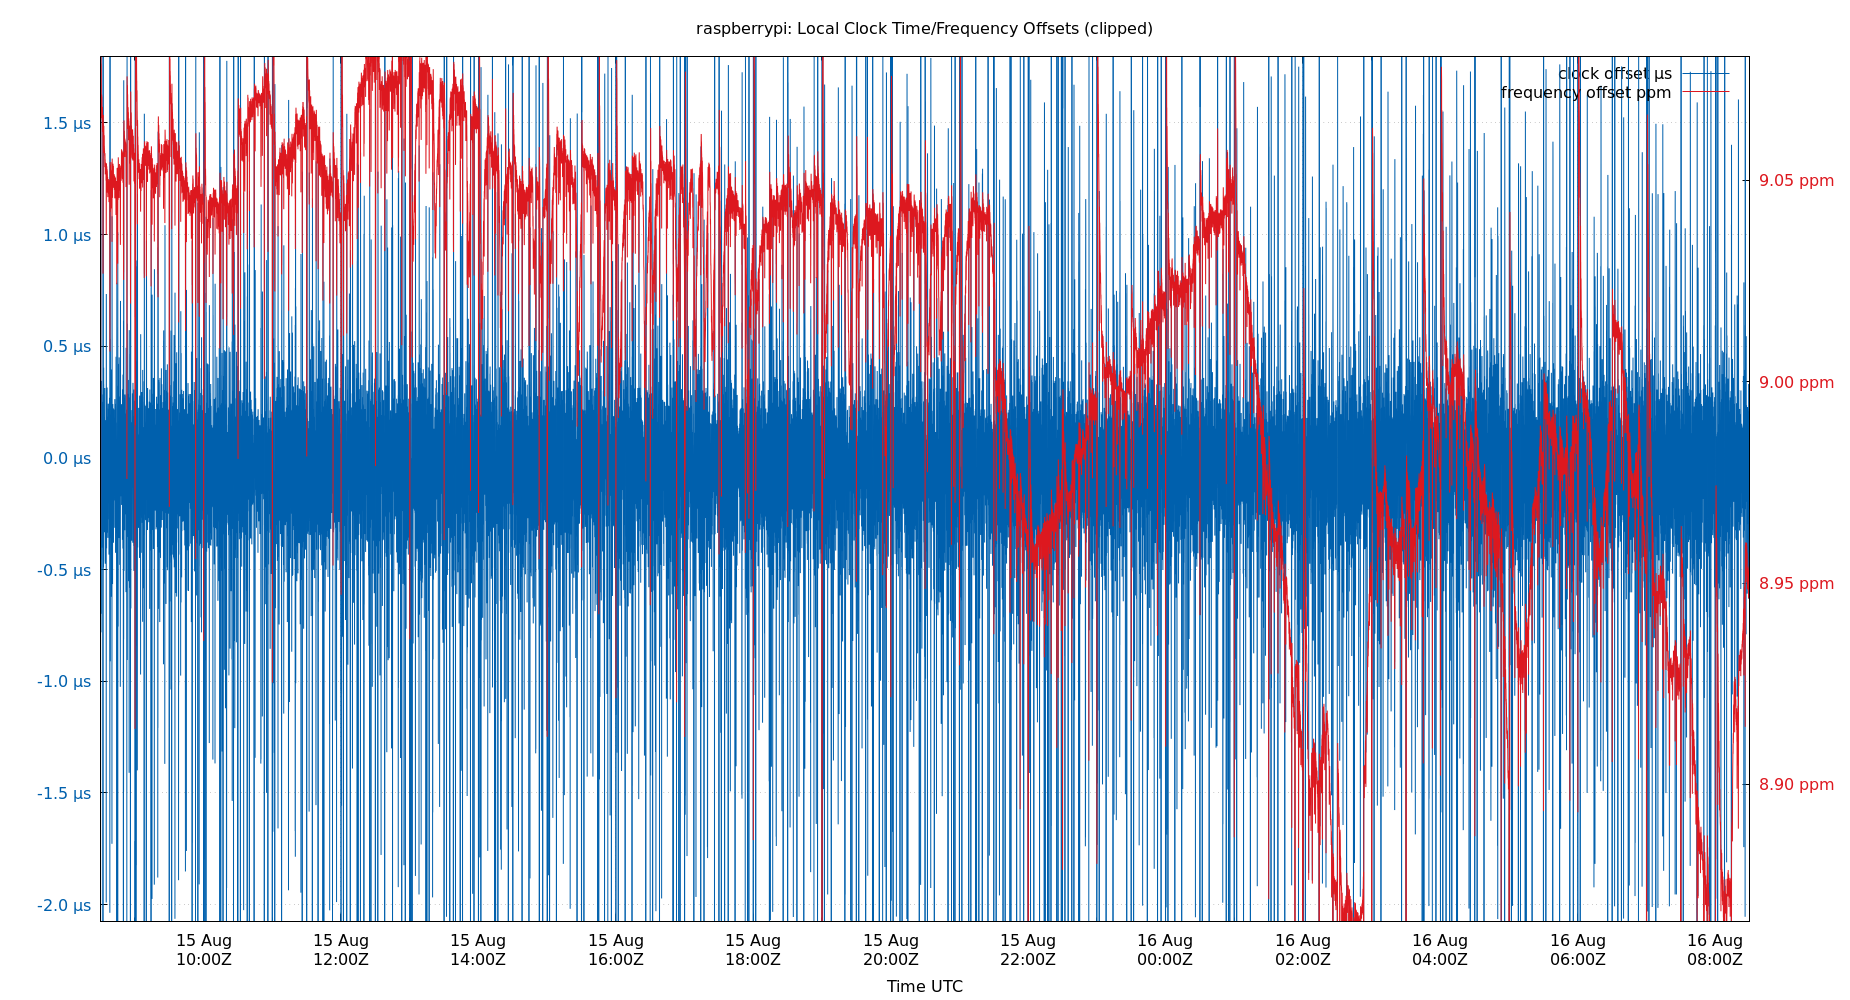 raspberrypi: Local Clock Time/Frequency Offsets (clipped)
clock offset µs
frequency offset ppm
1.5 µs
1.0 µs
0.5 µs
0.0 µs
-0.5 µs
-1.0 µs
-1.5 µs
-2.0 µs
9.05 ppm
9.00 ppm
8.95 ppm
8.90 ppm
15 Aug 15 Aug 15 Aug 15 Aug 15 Aug 15 Aug 15 Aug 16 Aug 16 Aug 16 Aug 16 Aug 16 Aug
10:00Z 12:00Z 14:00Z 16:00Z 18:00Z 20:00Z 22:00Z 00:00Z 02:00Z 04:00Z 06:00Z 08:00Z
Time UTC